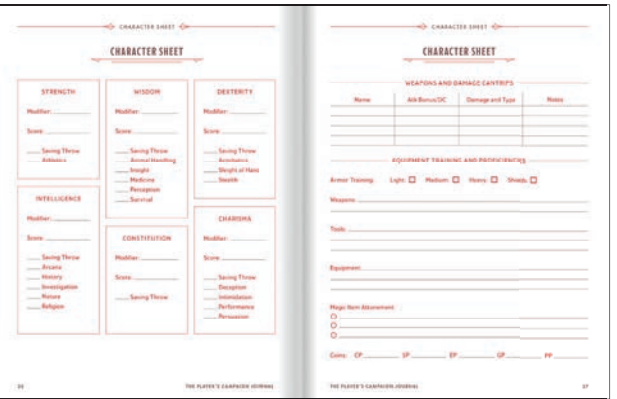 CHARACTER SHEET
CHARACTER SHEET
STRENGTH
Modifier:
Score:
Saving Throw
Athletics
INTELLIGENCE
Modifier:
Score:
Saving Throw
Arcana
History
Investigation
Nature
Religion
WISDOM
Modifier:
Score:
Saving Throw
Animal Handling
Insight
Medicine
Perception
Survival
CONSTITUTION
Modifier:
Score:
Saving Throw
DEXTERITY
Modifier:
Score:
Saving Throw
Acrobatics
Sleight of Hand
Stealth
CHARISMA
Modifier:
Score:
Saving Throw
Deception
Intimidation
Performance
Persuasion
THE PLAYER'S CAMPAIGN JOURNAL
CHARACTER SHEET
CHARACTER SHEET
WEAPONS AND DAMAGE CANTRIPS
Name Atk Bonus/DC Damage and Type Notes
EQUIPMENT TRAINING AND PROFICIENCIES
Armor Training: Light: Medium: Heavy: Shields:
Weapons:
Tools:
Equipment:
Magic Item Attunement:
Coins: CP SP EP GP PP
THE PLAYER'S CAMPAIGN JOURNAL